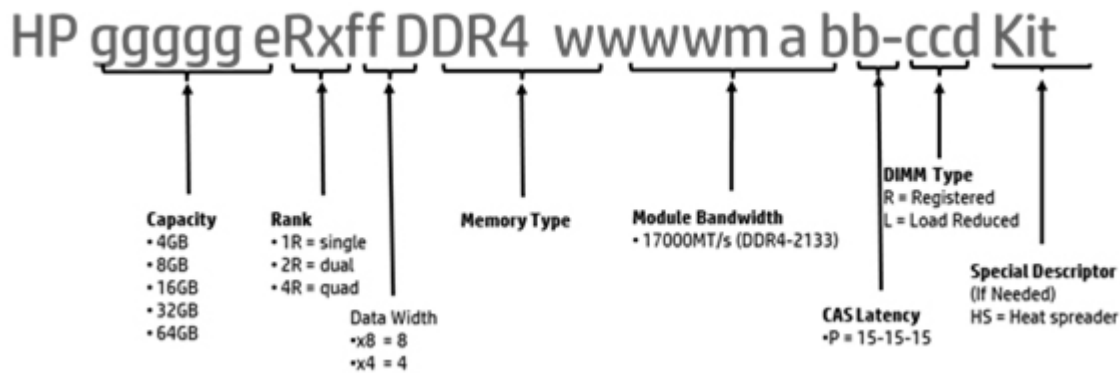 HP ggggg eRxff DDR4 wwwwm a bb-ccd Kit
Capacity
• 4GB
• 8GB
• 16GB
• 32GB
• 64GB
Rank
• 1R = single
• 2R = dual
• 4R = quad
Data Width
•x8 = 8
•x4 = 4
Memory Type
Module Bandwidth
• 17000MT/s (DDR4-2133)
CAS Latency
•P = 15-15-15
DIMM Type
R = Registered
L = Load Reduced
Special Descriptor
(If Needed)
HS = Heat spreader